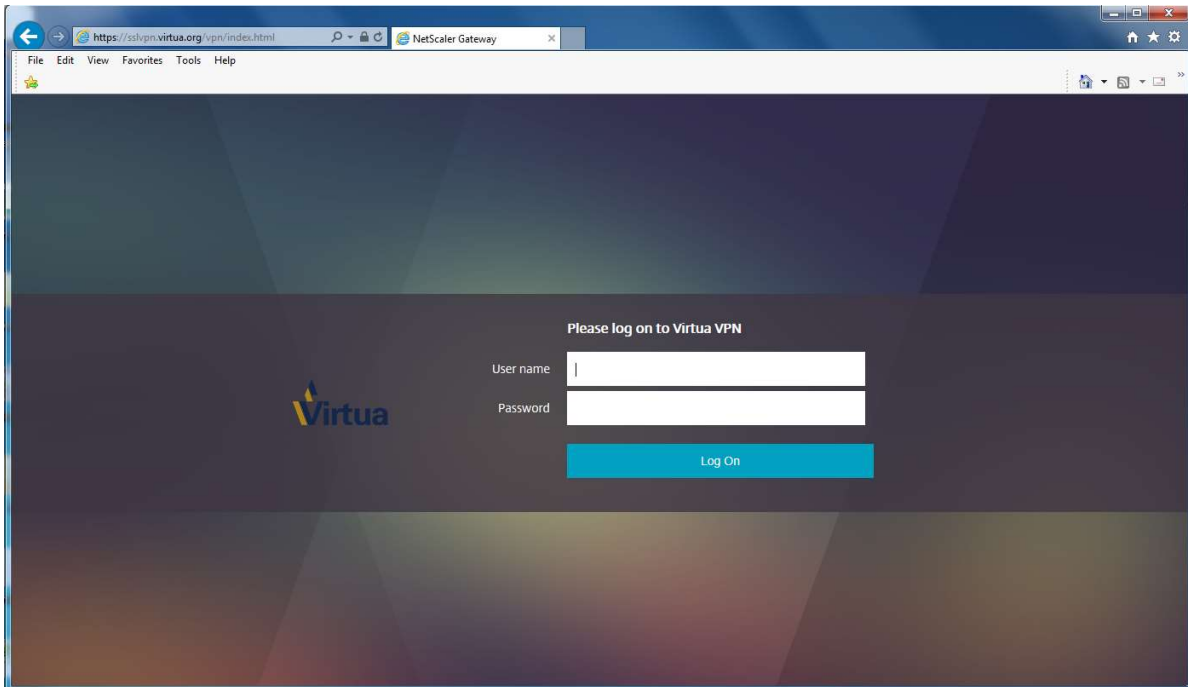 https://sslvpn.virtua.org/vpn/index.html
NetScaler Gateway
File Edit View Favorites Tools Help
Please log on to Virtua VPN
User name
Password
Virtua
Log On